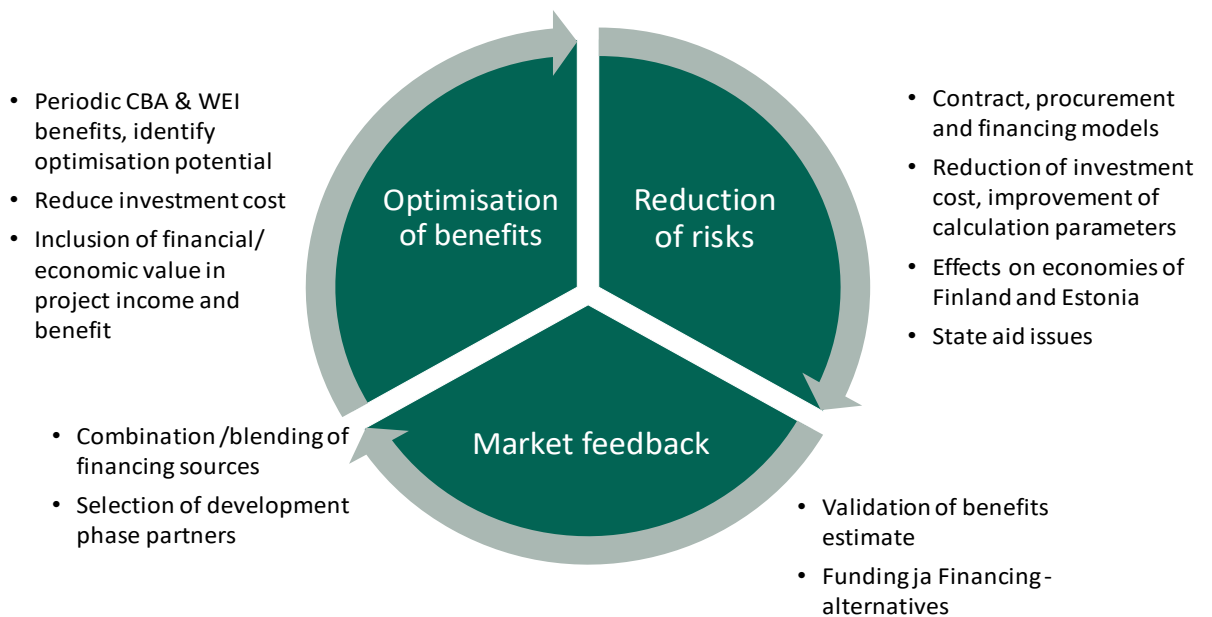 • Periodic CBA & WEI
benefits, identify
optimisation potential
• Reduce investment cost
• Inclusion of financial/
economic value in
project income and
benefit
Optimisation
of benefits
Reduction
of risks
• Contract, procurement
and financing models
• Reduction of investment
cost, improvement of
calculation parameters
• Effects on economies of
Finland and Estonia
• State aid issues
• Combination /blending of
financing sources
• Selection of development
phase partners
Market feedback
• Validation of benefits
estimate
• Funding ja Financing-
alternatives